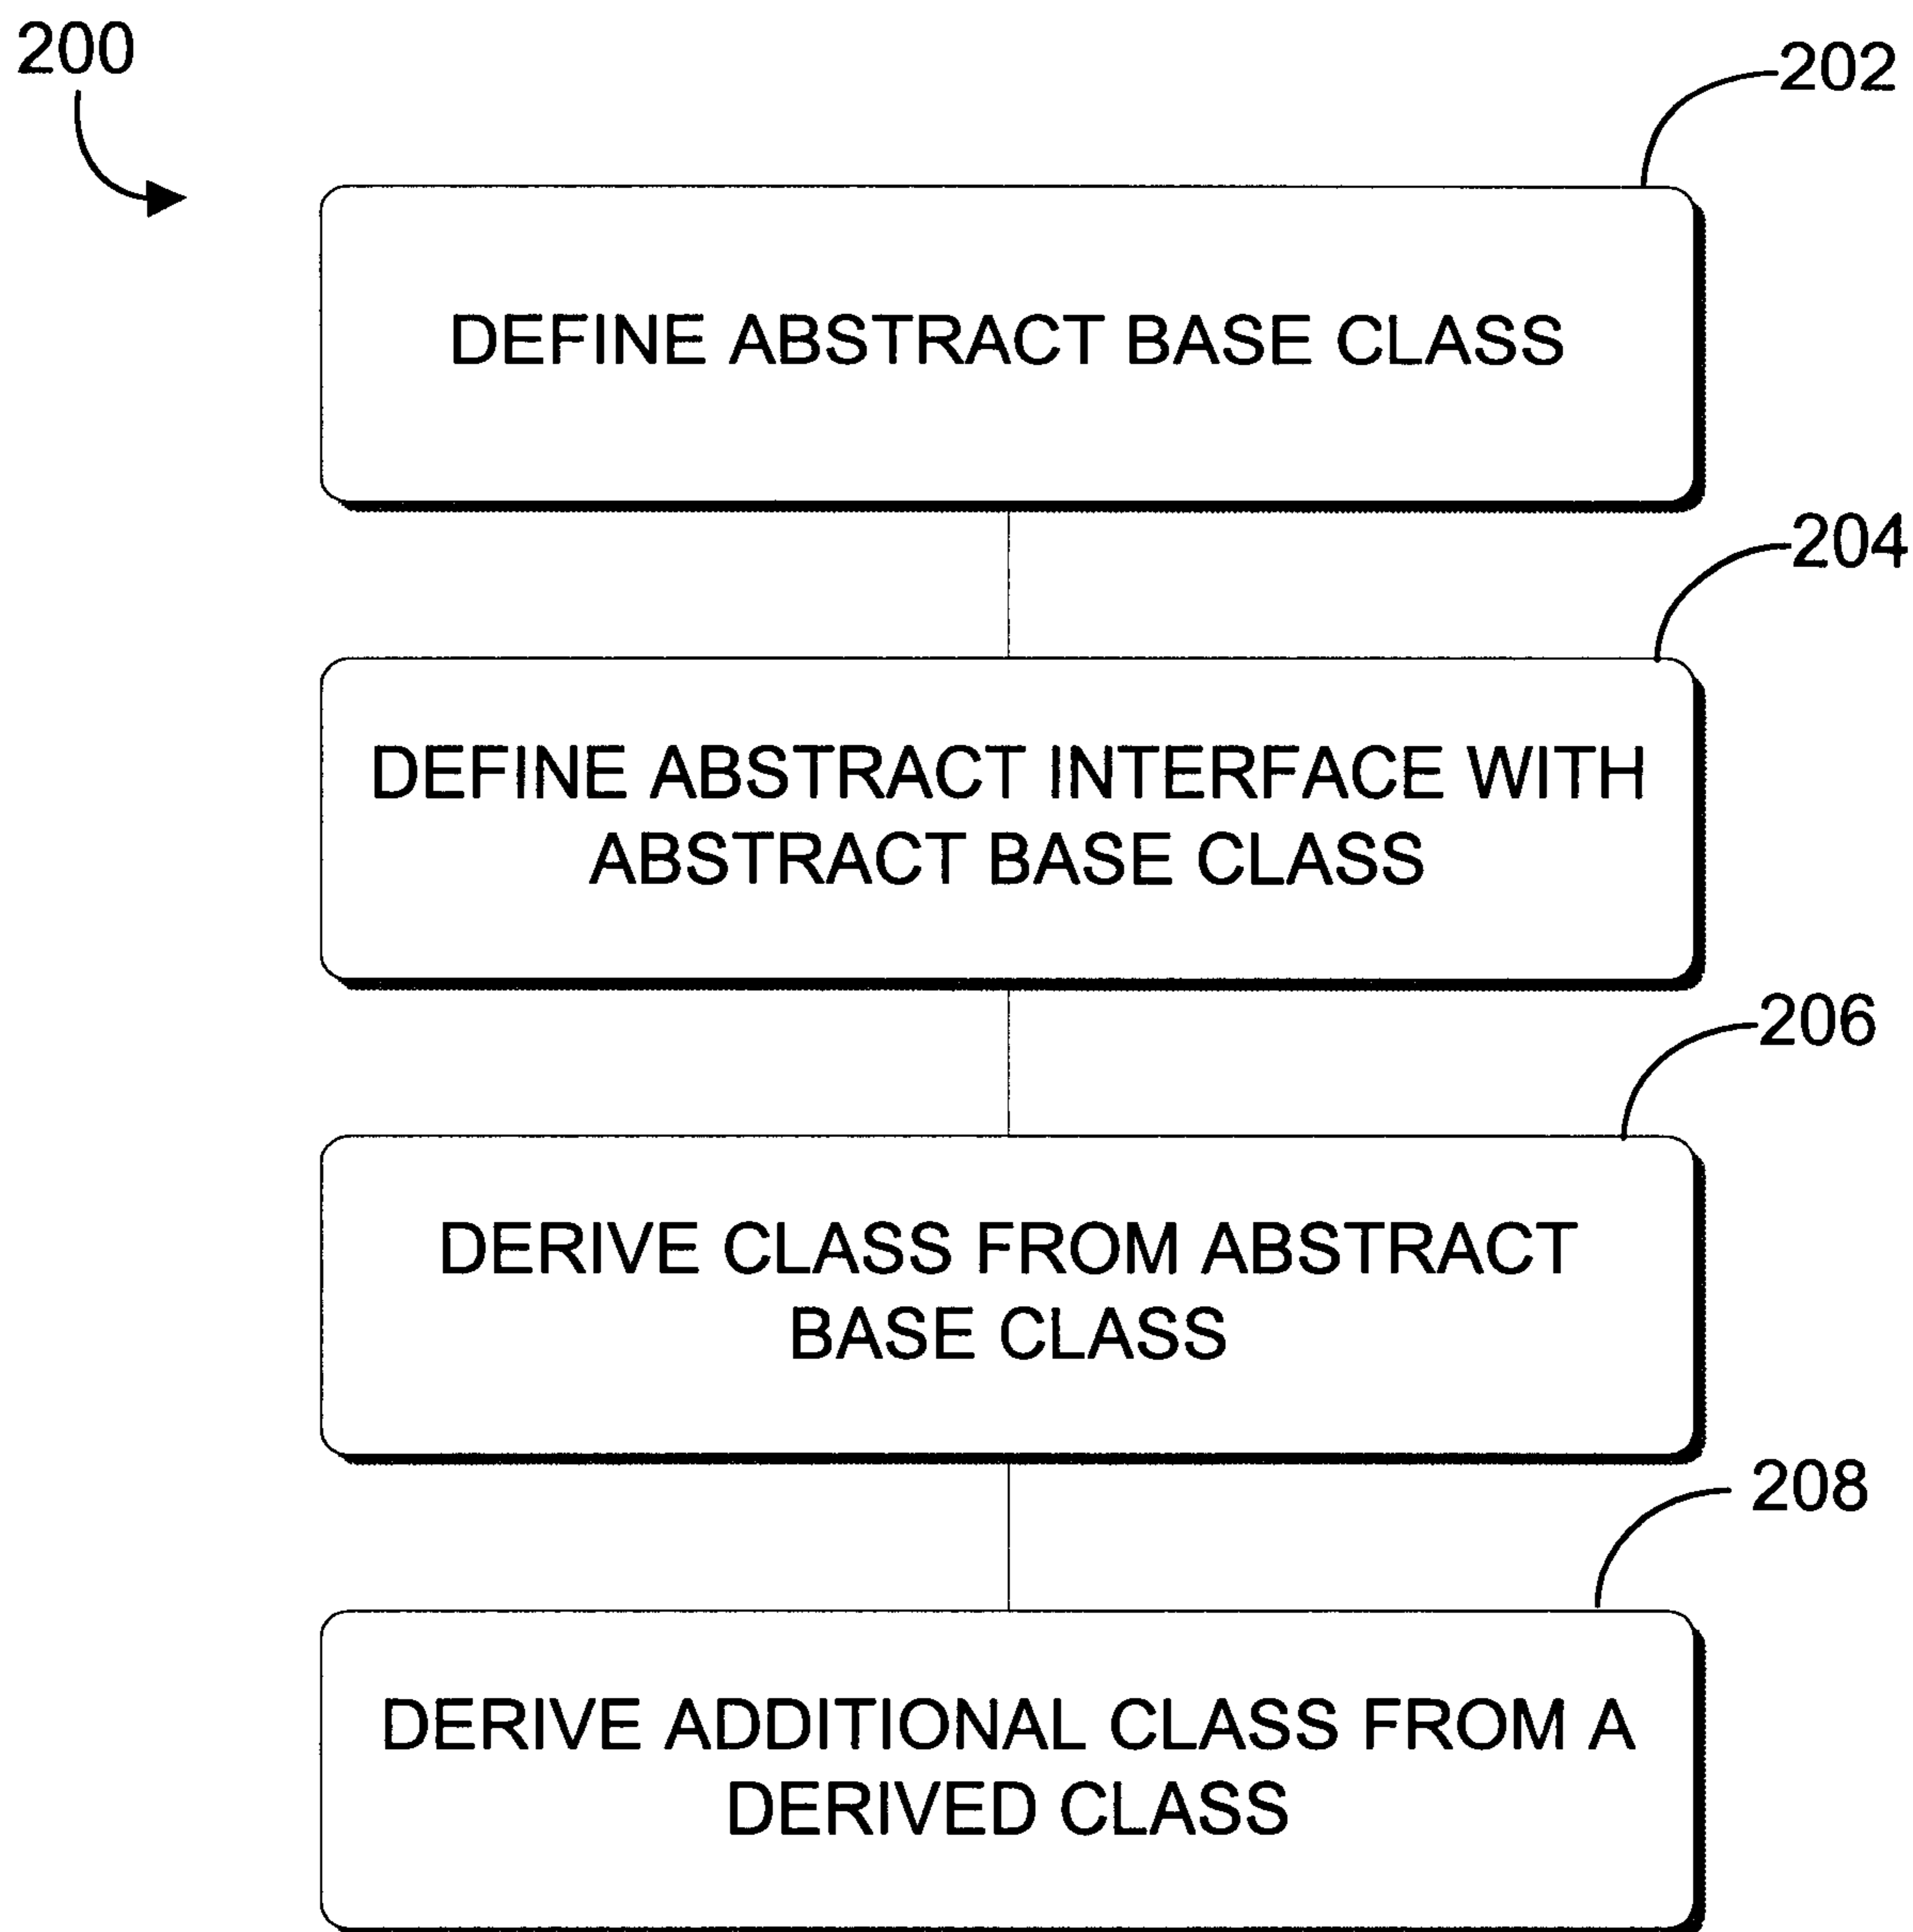 200
202
DEFINE ABSTRACT BASE CLASS
204
DEFINE ABSTRACT INTERFACE WITH
ABSTRACT BASE CLASS
206
DERIVE CLASS FROM ABSTRACT
BASE CLASS
208
DERIVE ADDITIONAL CLASS FROM A
DERIVED CLASS